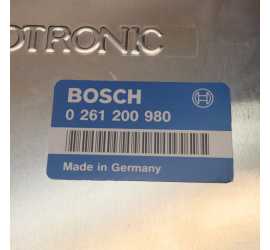 OTRONIC
BOSCH
0 261 200 980
Made in Germany